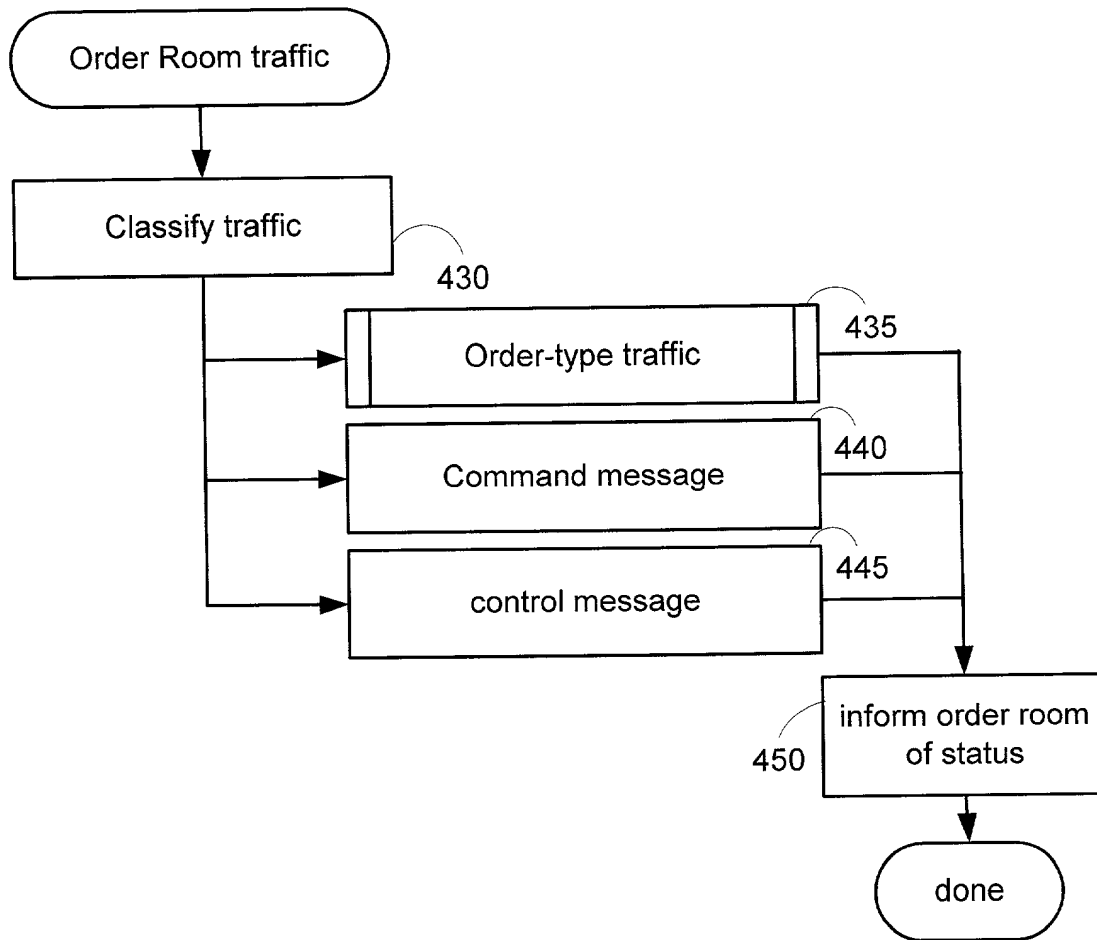 Order Room traffic
Classify traffic
430
Order-type traffic
435
Command message
440
control message
445
inform order room
of status
450
done